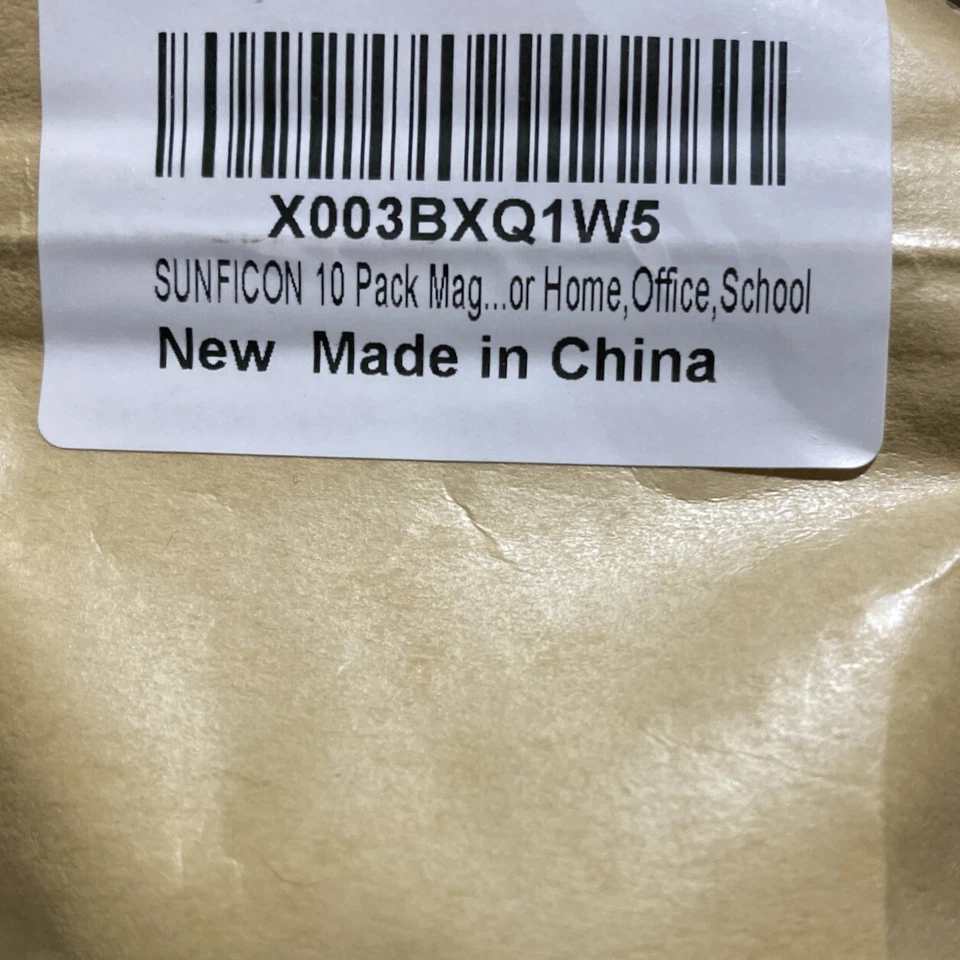 X003BXQ1W5
SUNFICON 10 Pack Mag...or Home,Office,School
New Made in China